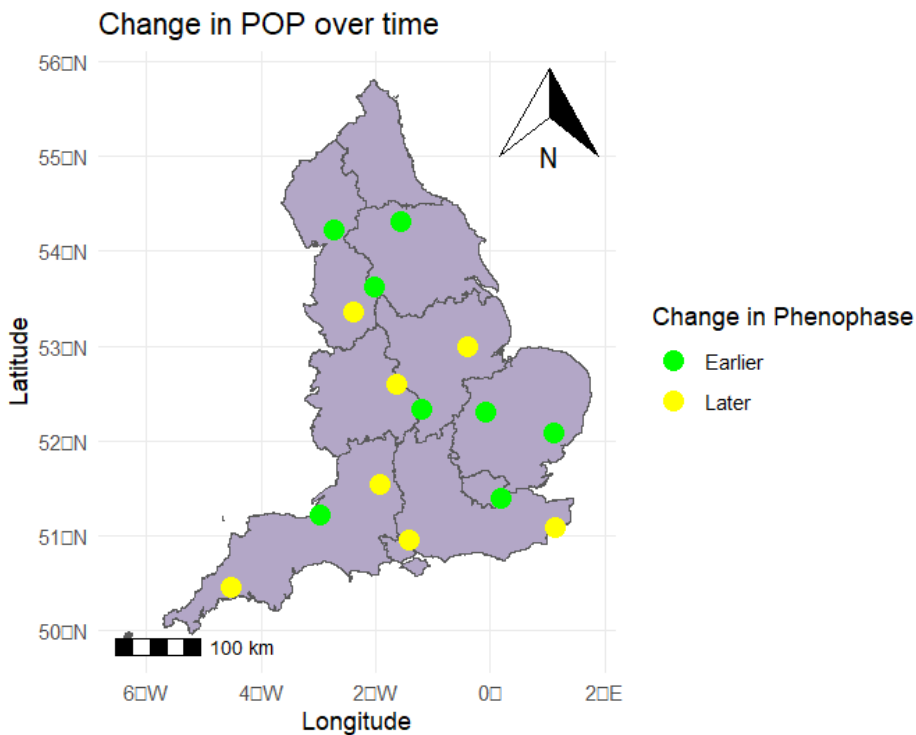 Change in POP over time
56□N
55□N
54□N
53□N
52□N
51□N
50□N
Latitude
N
100 km
6□W
4□W
2□W
0□
2□E
Longitude
Change in Phenophase
Earlier
Later